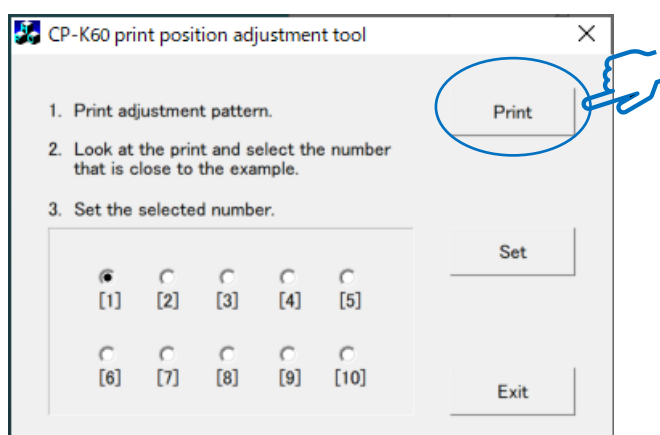 CP-K60 print position adjustment tool
1. Print adjustment pattern.
Print
2. Look at the print and select the number
that is close to the example.
3. Set the selected number.
Set
[1] [2] [3] [4] [5]
[6] [7] [8] [9] [10]
Exit